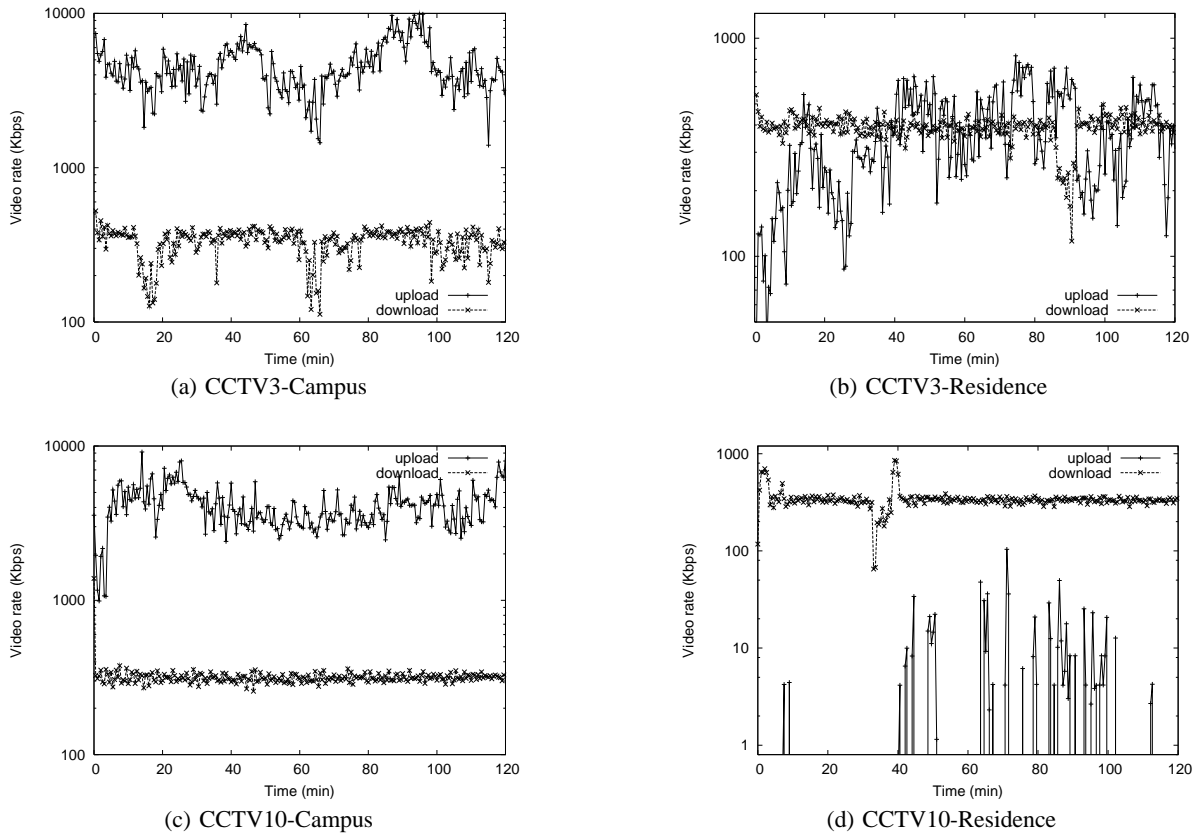 10000
1000
100
Video rate (Kbps)
0 20 40 60 80 100 120
Time (min)
upload
download
(a) CCTV3-Campus
1000
100
Video rate (Kbps)
0 20 40 60 80 100 120
Time (min)
upload
download
(b) CCTV3-Residence
10000
1000
100
Video rate (Kbps)
0 20 40 60 80 100 120
Time (min)
upload
download
(c) CCTV10-Campus
1000
100
10
1
Video rate (Kbps)
0 20 40 60 80 100 120
Time (min)
upload
download
(d) CCTV10-Residence